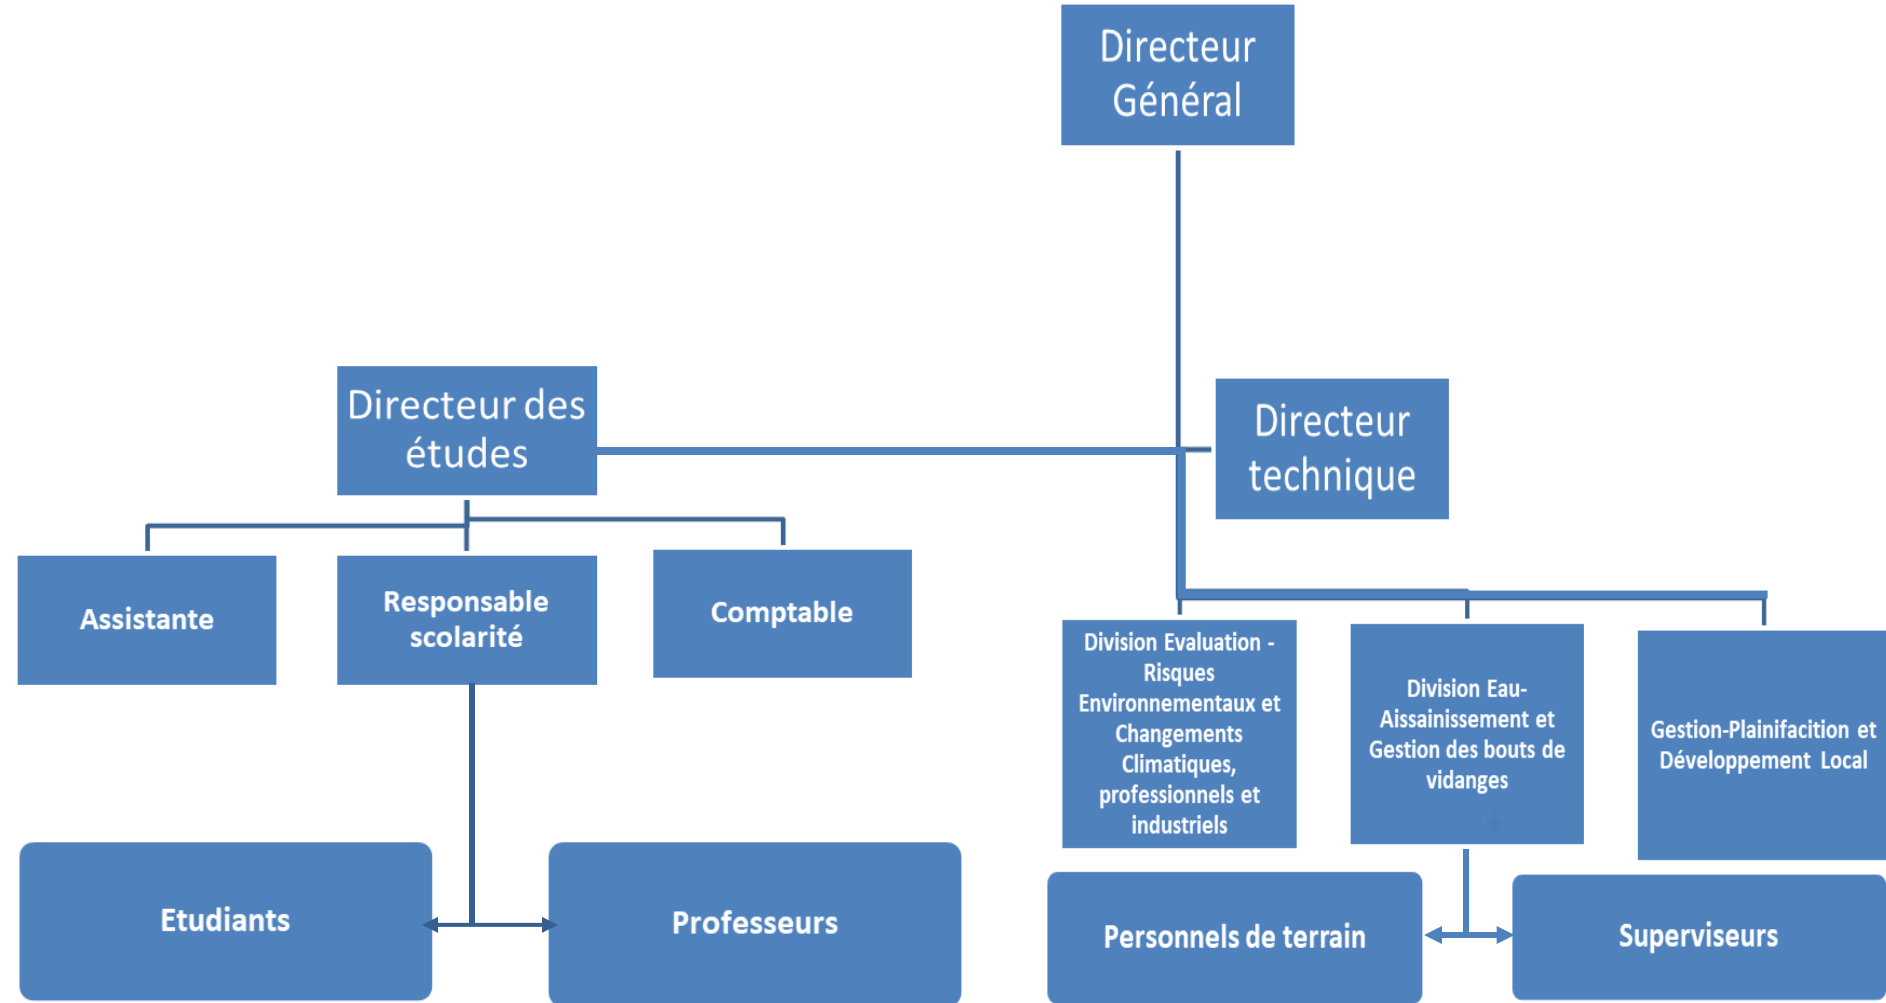 Directeur
Général
Directeur des
études
Directeur
technique
Assistante
Responsable
scolarité
Comptable
Division Evaluation -
Risques
Environnementaux et
Changements
Climatiques,
professionnels et
industriels
Division Eau-
Aissainissement et
Gestion des bouts de
vidanges
Gestion-Plainifacition et
Développement Local
Etudiants
Professeurs
Personnels de terrain
Superviseurs